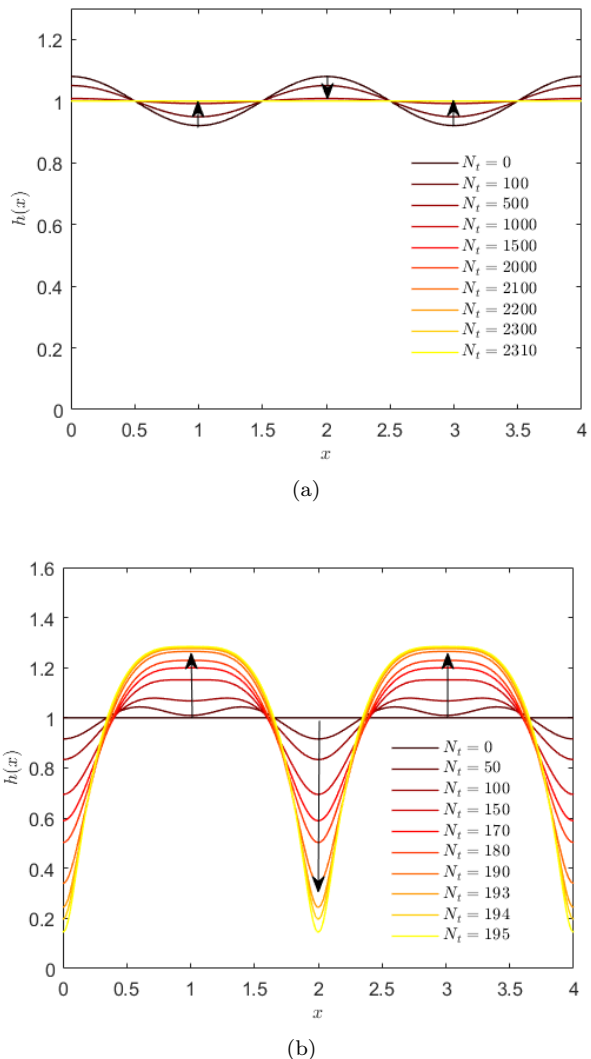 1.2
1
0.8
0.6
0.4
0.2
0
h(x)
N_t = 0
N_t = 100
N_t = 500
N_t = 1000
N_t = 1500
N_t = 2000
N_t = 2100
N_t = 2200
N_t = 2300
N_t = 2310
0 0.5 1 1.5 2 2.5 3 3.5 4
x
(a)
1.6
1.4
1.2
1
0.8
0.6
0.4
0.2
0
h(x)
N_t = 0
N_t = 50
N_t = 100
N_t = 150
N_t = 170
N_t = 180
N_t = 190
N_t = 193
N_t = 194
N_t = 195
0 0.5 1 1.5 2 2.5 3 3.5 4
x
(b)